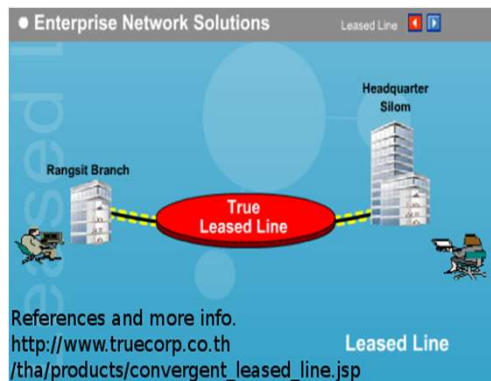 ● Enterprise Network Solutions
Leased Line
Headquarter
Silom
Rangsit Branch
True
Leased Line
References and more info.
http://www.truecorp.co.th
/tha/products/convergent_leased_line.jsp
Leased Line
Leased L